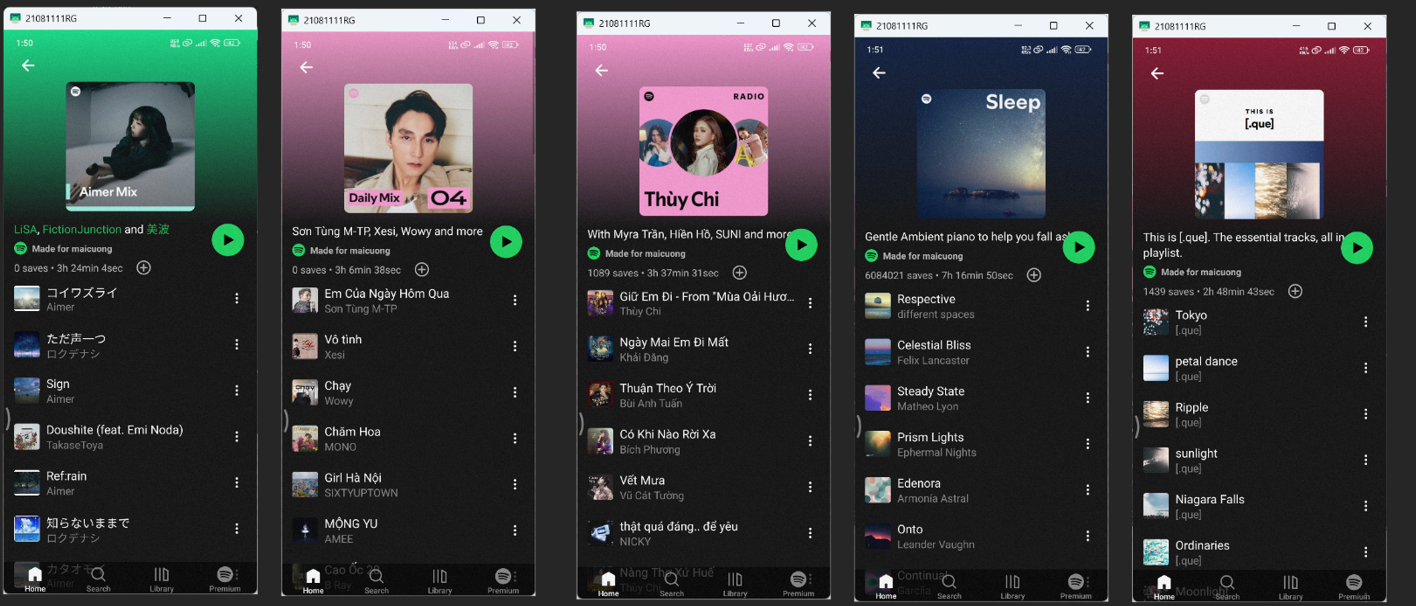 21081111RG
1:50
Aimer Mix
LiSA, FictionJunction and 美波
Made for maicuong
0 saves • 3h 24min 4sec
コイワズライ
Aimer
ただ声一つ
ロクデナシ
Sign
Aimer
Doushite (feat. Emi Noda)
TakaseToya
Ref:rain
Aimer
知らないままで
ロクデナシ
カタオモイ
Aimer
Home
Search
Library
Premium
21081111RG
1:50
Daily Mix
04
Sơn Tùng M-TP, Xesi, Wowy and more
Made for maicuong
0 saves • 3h 6min 38sec
Em Của Ngày Hôm Qua
Sơn Tùng M-TP
Vô tình
Xesi
Chạy
Wowy
Chăm Hoa
MONO
Girl Hà Nội
SIXTYUPTOWN
MỘNG YU
AMEE
Cao Ốc 20
B Ray
Home
Search
Library
Premium
21081111RG
1:50
RADIO
Thùy Chi
With Myra Trần, Hiền Hồ, SUNI and more
Made for maicuong
1089 saves • 3h 37min 31sec
Giữ Em Đi - From "Mùa Oải Hươ...
Thùy Chi
Ngày Mai Em Đi Mất
Khải Đăng
Thuận Theo Ý Trời
Bùi Anh Tuấn
Có Khi Nào Rời Xa
Bích Phương
Vết Mưa
Vũ Cát Tường
thật quá đáng.. để yêu
NICKY
Nàng Thơ Xứ Huế
Thùy Chi
Home
Search
Library
Premium
21081111RG
1:51
Sleep
Gentle Ambient piano to help you fall
Made for maicuong
6084021 saves • 7h 16min 50sec
Respective
different spaces
Celestial Bliss
Felix Lancaster
Steady State
Matheo Lyon
Prism Lights
Ephermal Nights
Edenora
Armonía Astral
Onto
Leander Vaughn
Continual
Garcila
Home
Search
Library
Premium
21081111RG
1:51
THIS IS
[.que]
This is [.que]. The essential tracks, all in
playlist.
Made for maicuong
1439 saves • 2h 48min 43sec
Tokyo
[.que]
petal dance
[.que]
Ripple
[.que]
sunlight
[.que]
Niagara Falls
[.que]
Ordinaries
[.que]
Moonlight
Home
Search
Library
Premium